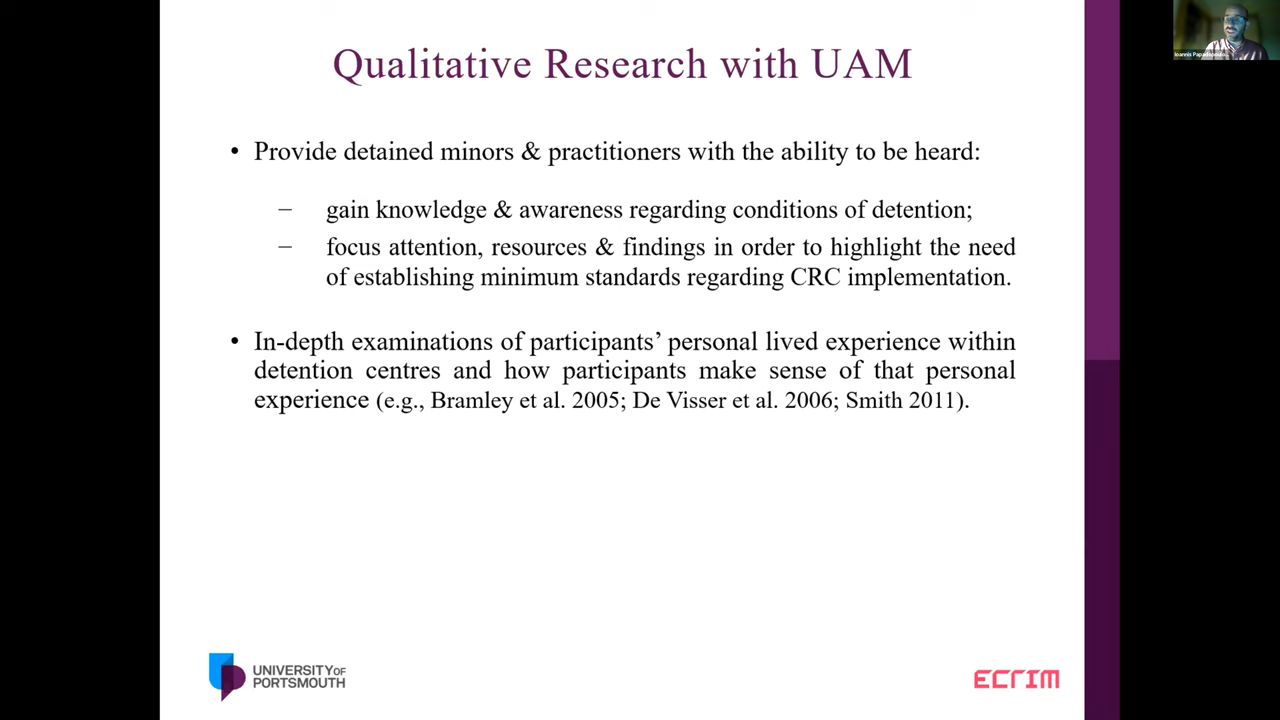 Qualitative Research with UAM
Ioannis Papadopoulo...
• Provide detained minors & practitioners with the ability to be heard:
– gain knowledge & awareness regarding conditions of detention;
– focus attention, resources & findings in order to highlight the need
of establishing minimum standards regarding CRC implementation.
• In-depth examinations of participants’ personal lived experience within
detention centres and how participants make sense of that personal
experience (e.g., Bramley et al. 2005; De Visser et al. 2006; Smith 2011).
UNIVERSITY OF
PORTSMOUTH
ECRIM